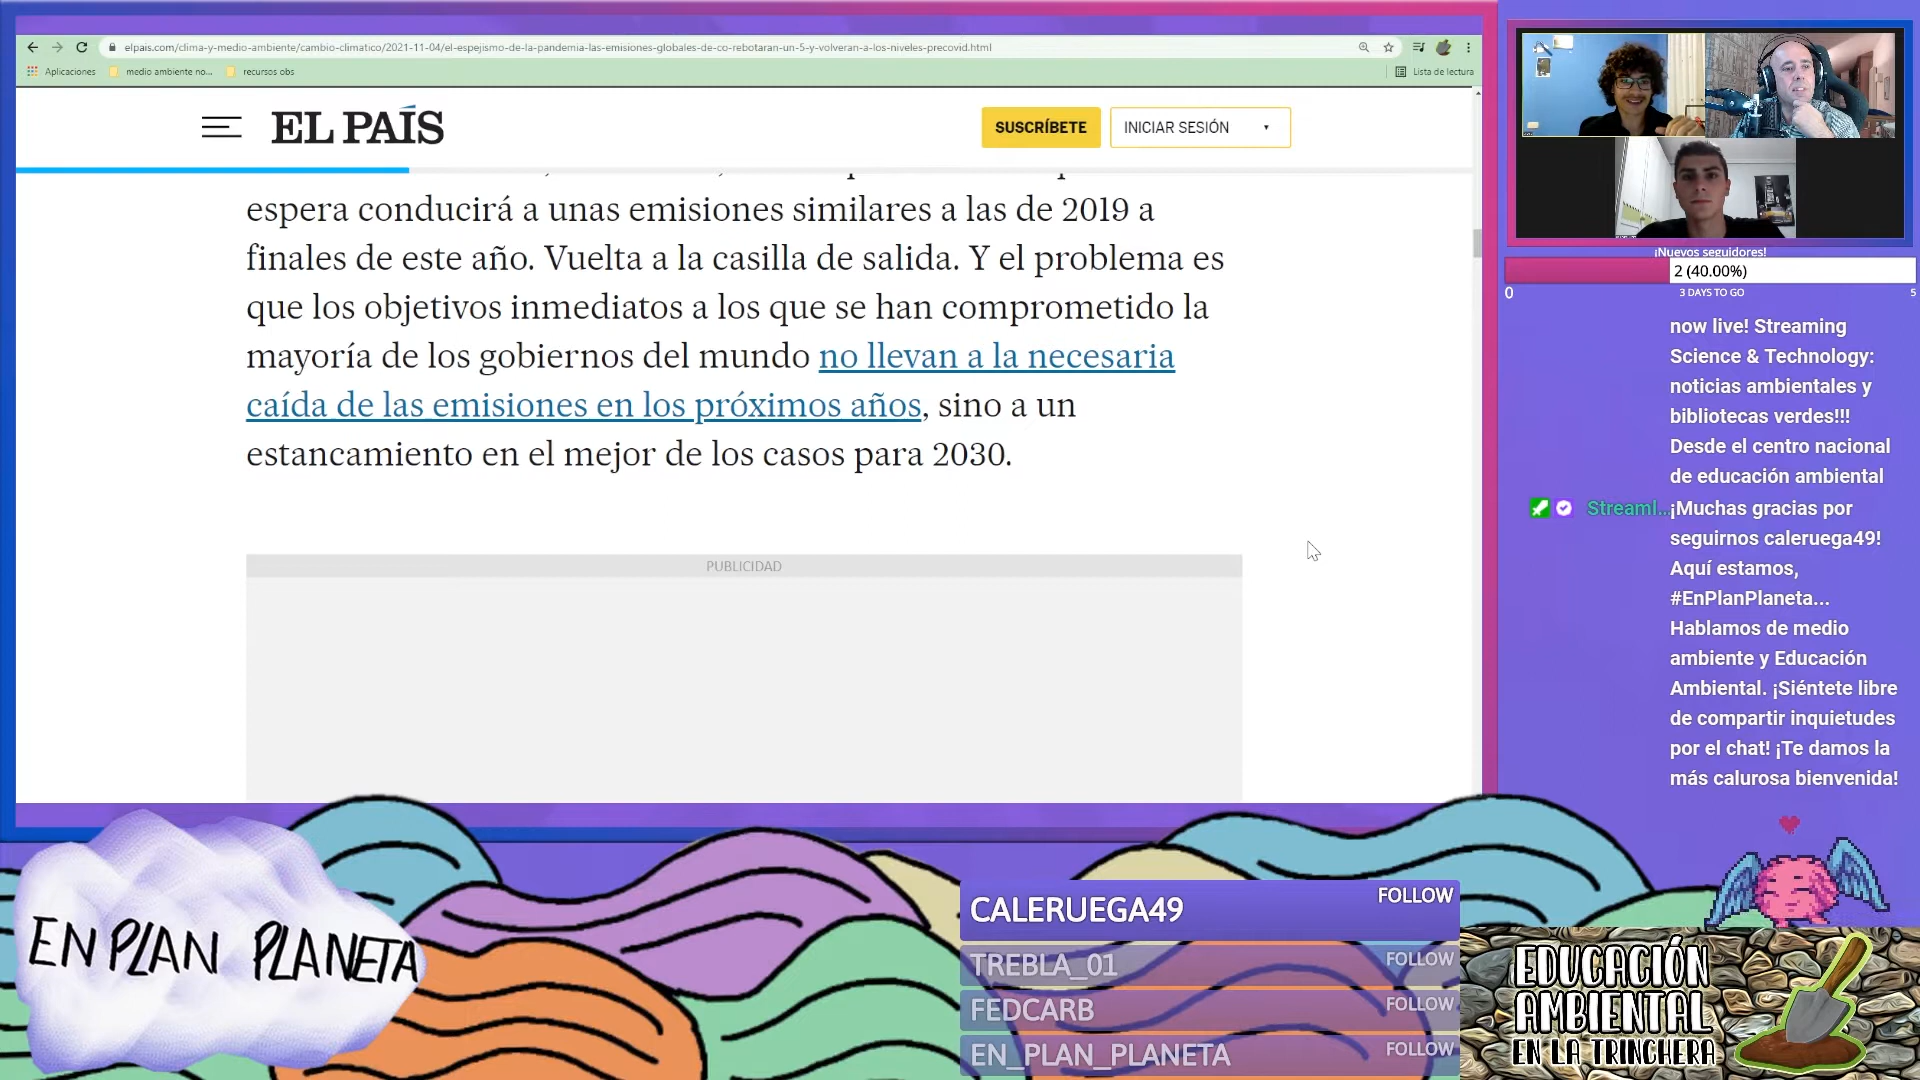 elpais.com/clima-y-medio-ambiente/cambio-climatico/2021-11-04/el-espejismo-de-la-pandemia-las-emisiones-globales-de-co-rebotaran-un-5-y-volveran-a-los-niveles-precovid.html
Aplicaciones
medio ambiente no...
recursos obs
Lista de lectura
EL PAÍS
SUSCRÍBETE
INICIAR SESIÓN
espera conducirá a unas emisiones similares a las de 2019 a
finales de este año. Vuelta a la casilla de salida. Y el problema es
que los objetivos inmediatos a los que se han comprometido la
mayoría de los gobiernos del mundo no llevan a la necesaria
caída de las emisiones en los próximos años, sino a un
estancamiento en el mejor de los casos para 2030.
PUBLICIDAD
¡Nuevos seguidores!
2 (40.00%)
0
3 DAYS TO GO
5
now live! Streaming
Science & Technology:
noticias ambientales y
bibliotecas verdes!!!
Desde el centro nacional
de educación ambiental
Streaml... ¡Muchas gracias por
seguirnos caleruega49!
Aquí estamos,
#EnPlanPlaneta...
Hablamos de medio
ambiente y Educación
Ambiental. ¡Siéntete libre
de compartir inquietudes
por el chat! ¡Te damos la
más calurosa bienvenida!
EN PLAN PLANETA
CALERUEGA49 FOLLOW
TREBLA_01 FOLLOW
FEDCARB FOLLOW
EN_PLAN_PLANETA FOLLOW
EDUCACIÓN
AMBIENTAL
EN LA TRINCHERA